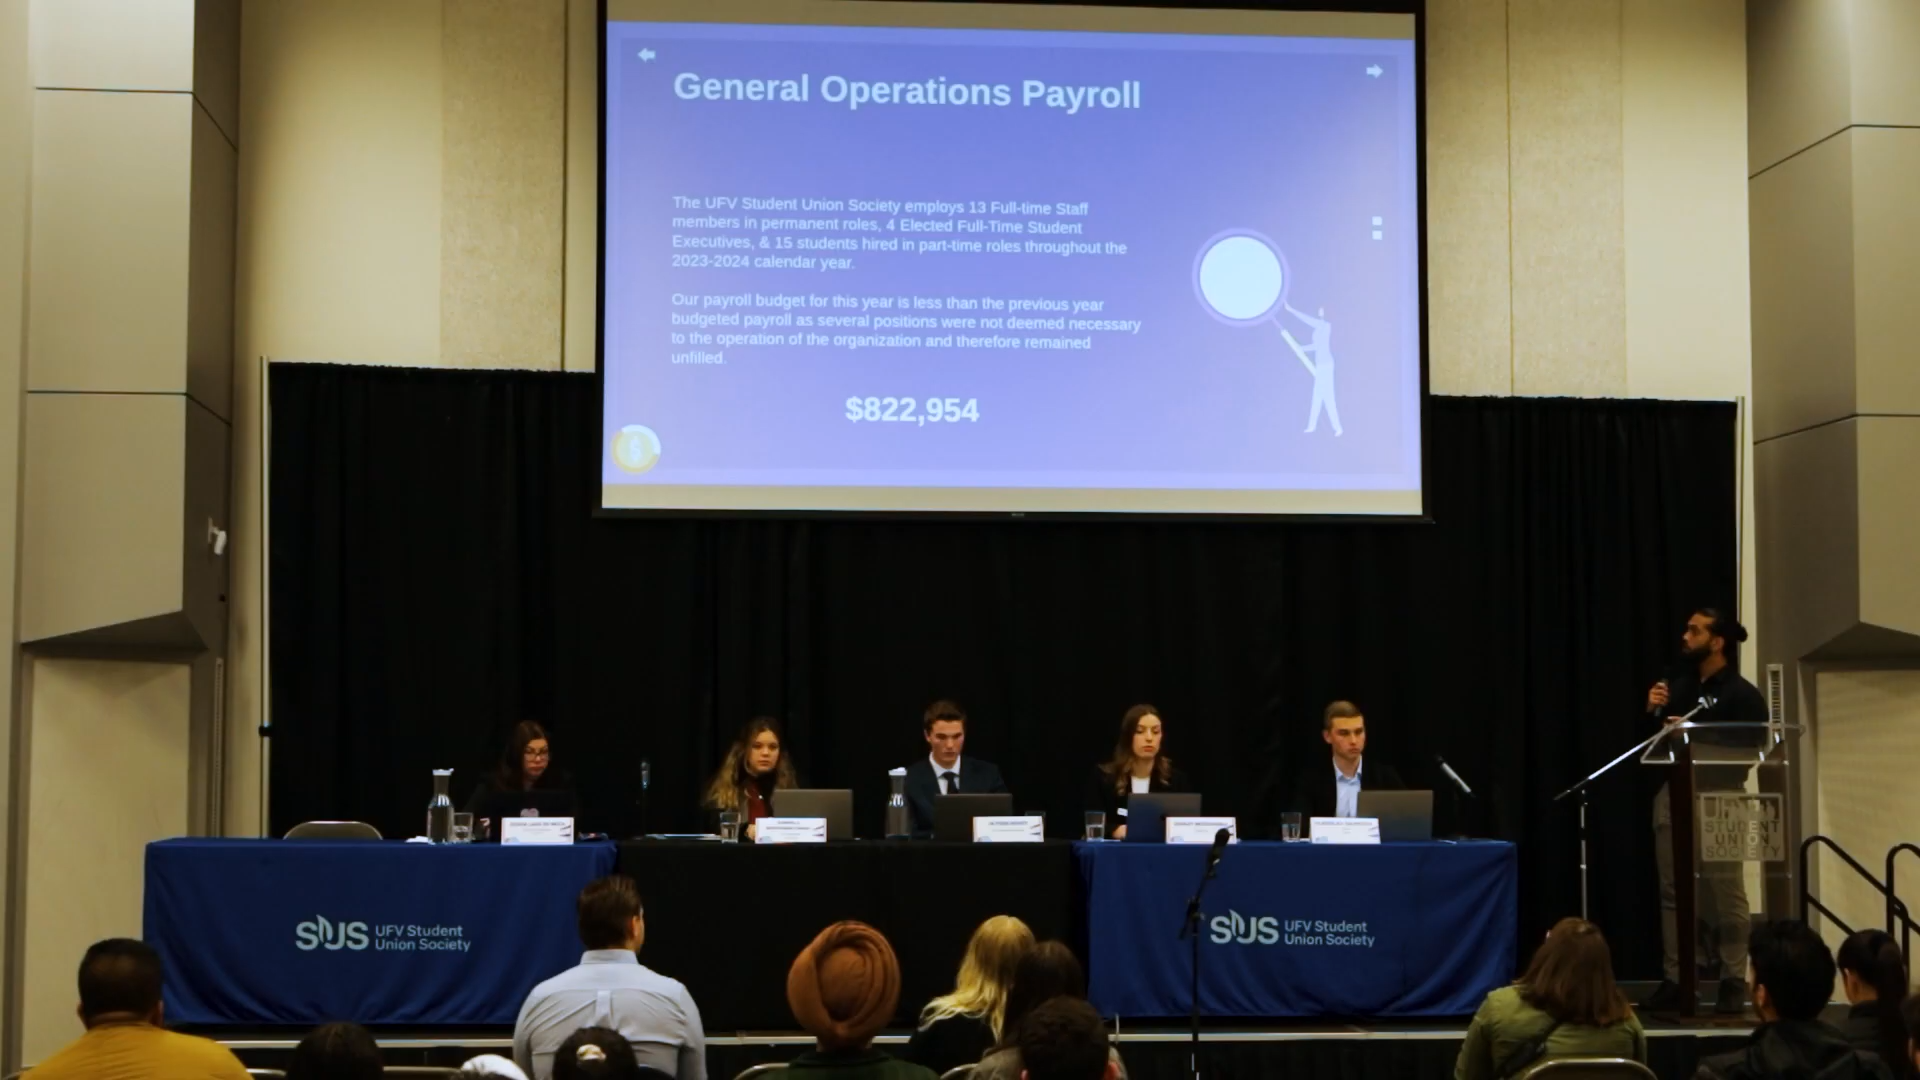 General Operations Payroll
The UFV Student Union Society employs 13 Full-time Staff
members in permanent roles, 4 Elected Full-Time Student
Executives, & 15 students hired in part-time roles throughout the
2023-2024 calendar year.
Our payroll budget for this year is less than the previous year
budgeted payroll as several positions were not deemed necessary
to the operation of the organization and therefore remained
unfilled.
$822,954
SUS UFV Student
Union Society
SUS UFV Student
Union Society
STUDENT
UNION
SOCIETY